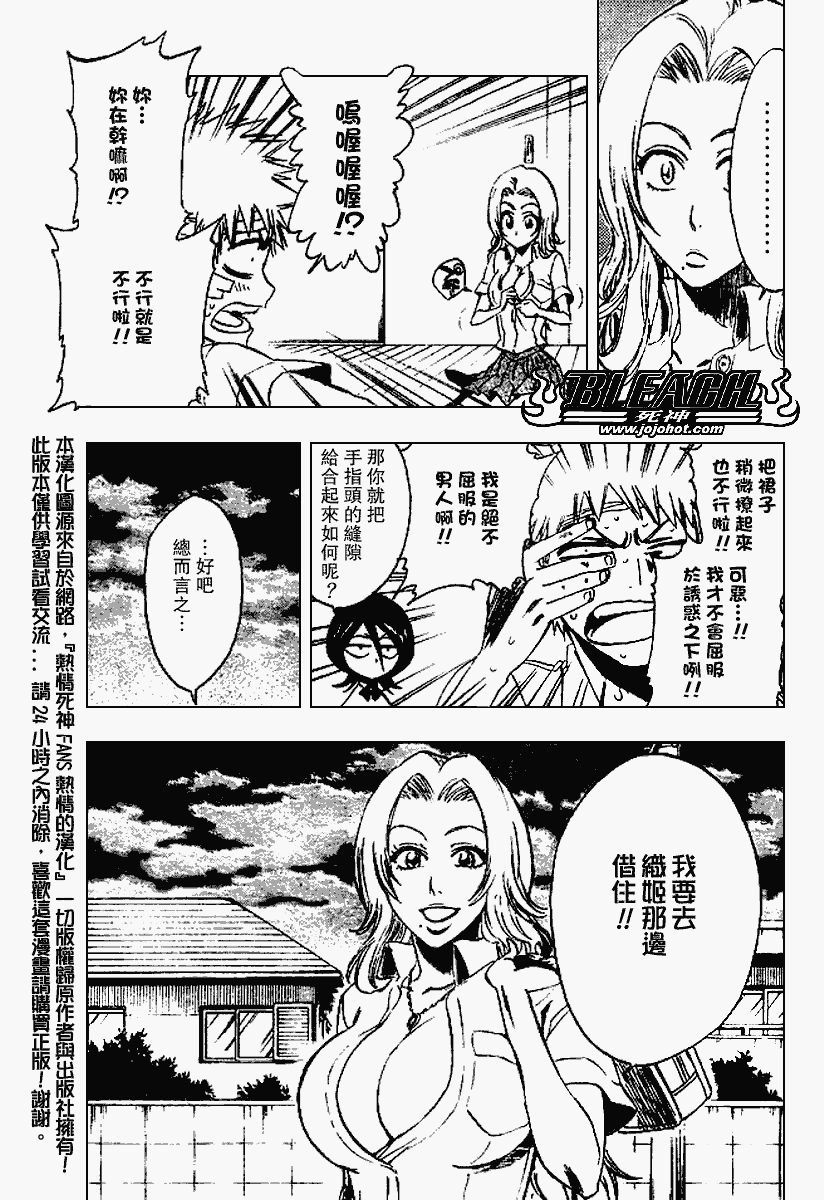 ………
嗚喔喔喔!?
妳…
妳在幹嘛啊!?
不行就是
不行啦!!
把裙子
稍微撩起來
也不行啦!!
可惡…!!
我才不會屈服
於誘惑之下咧!!
我是絕不
屈服的
男人啊!!
那你就把
手指頭的縫隙
給合起來如何呢？
…好吧
總而言之…
我要去
織姬那邊
借住!!
BLEACH
死神
www.jojohot.com
本漢化圖源來自於網路，『熱情死神 FANS 熱情的漢化』一切版權歸原作者與出版社擁有！
此版本僅供學習試看交流... 請 24 小時之內消除，喜歡這套漫畫請購買正版！謝謝。